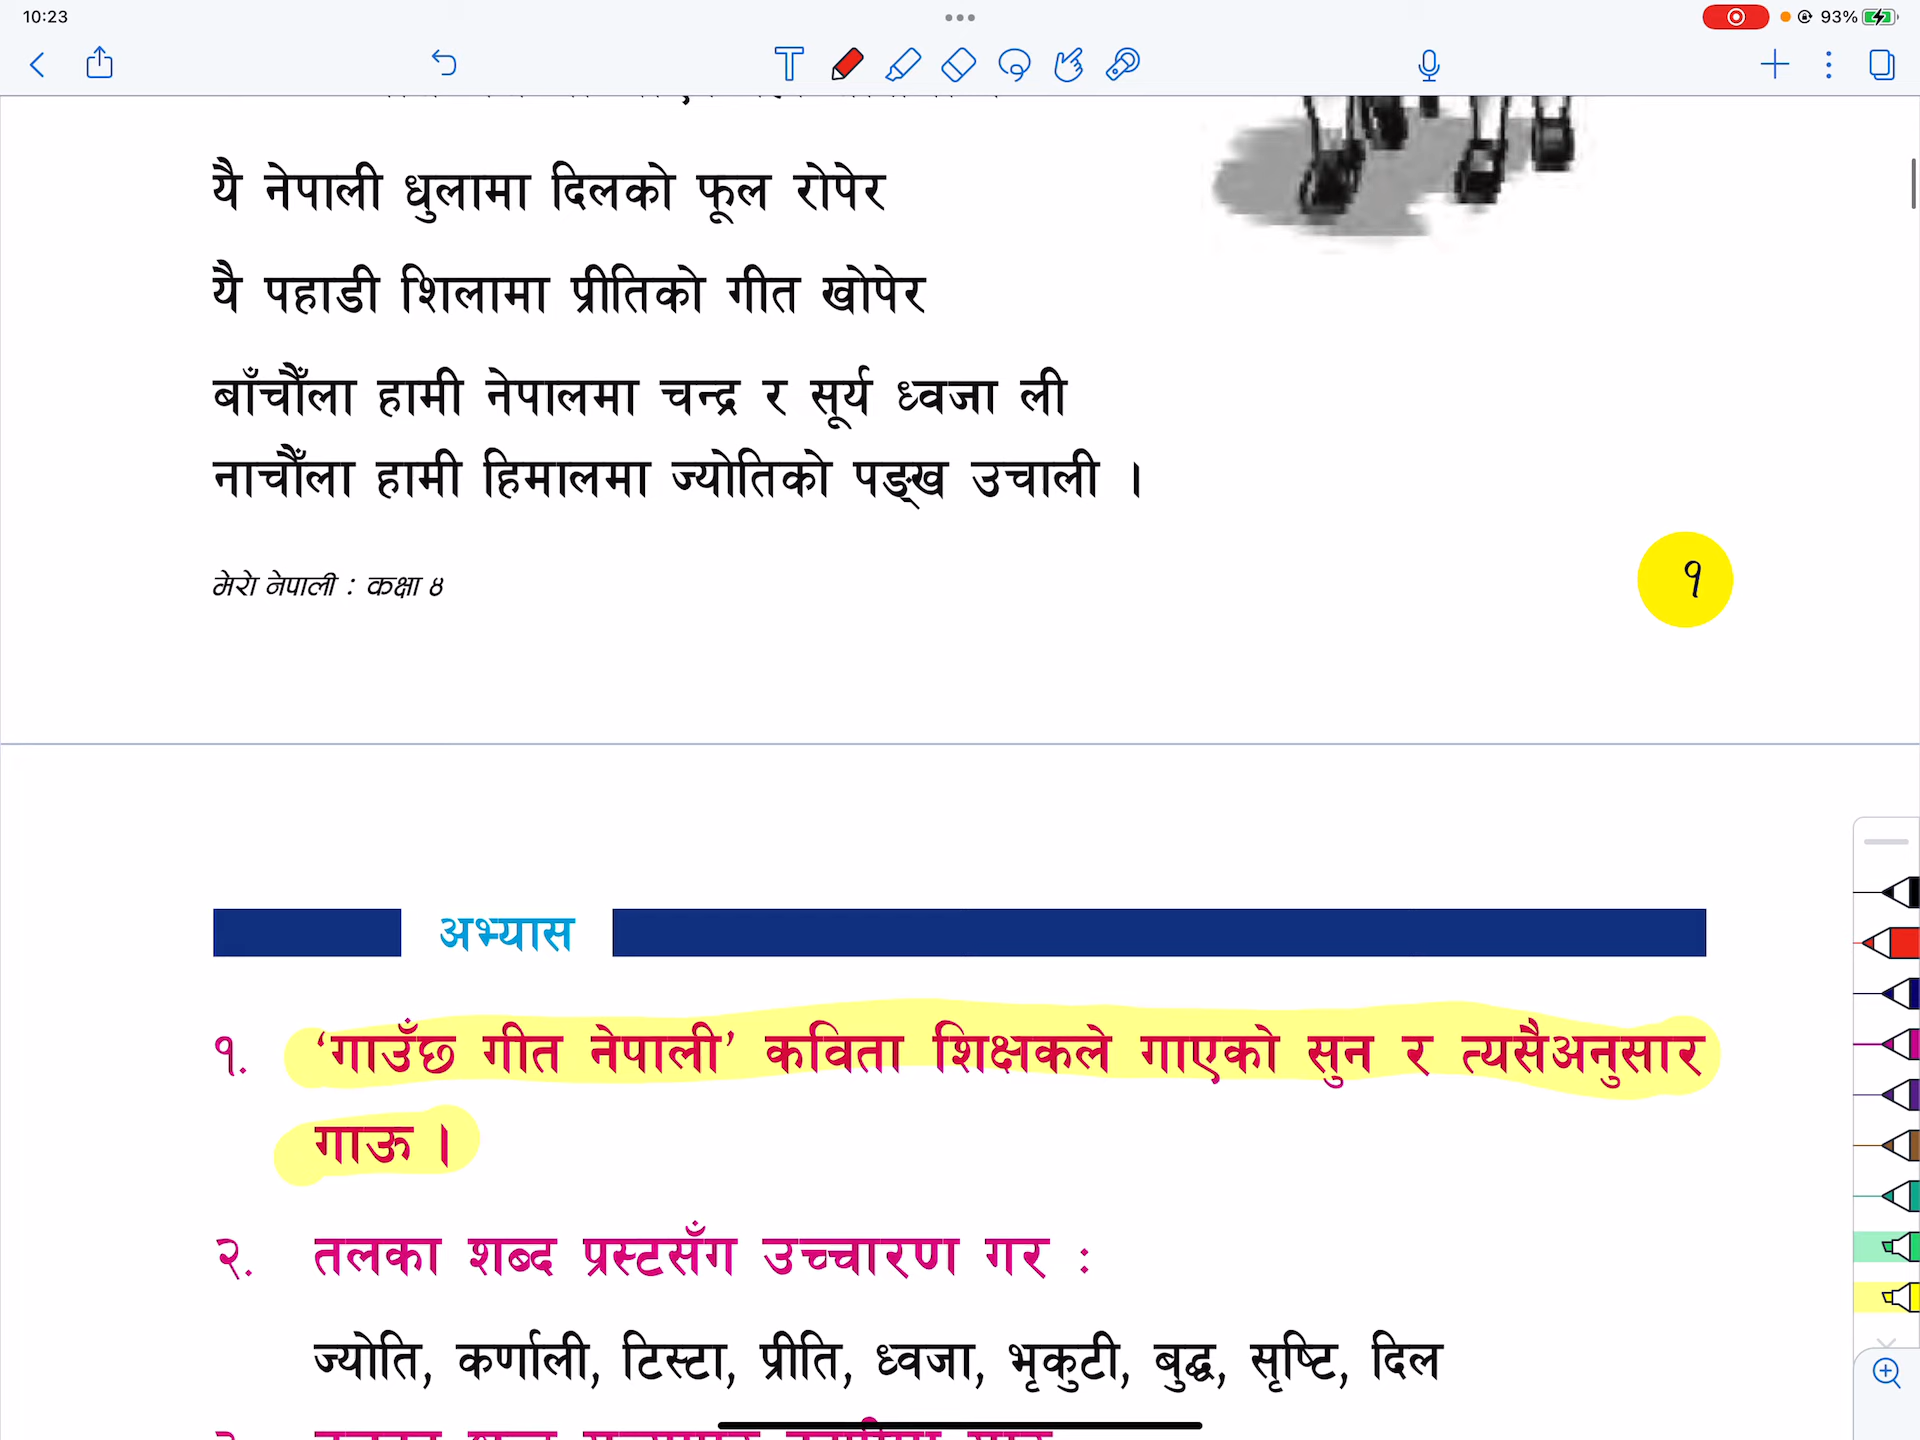 10:23
93%
यै नेपाली धुलामा दिलको फूल रोपेर
यै पहाडी शिलामा प्रीतिको गीत खोपेर
बाँचौँला हामी नेपालमा चन्द्र र सूर्य ध्वजा ली
नाचौँला हामी हिमालमा ज्योतिको पङ्ख उचाली ।
मेरो नेपाली : कक्षा ४
१
अभ्यास
१. ‘गाउँछ गीत नेपाली’ कविता शिक्षकले गाएको सुन र त्यसैअनुसार
गाऊ ।
२. तलका शब्द प्रस्टसँग उच्चारण गर :
ज्योति, कर्णाली, टिस्टा, प्रीति, ध्वजा, भृकुटी, बुद्ध, सृष्टि, दिल